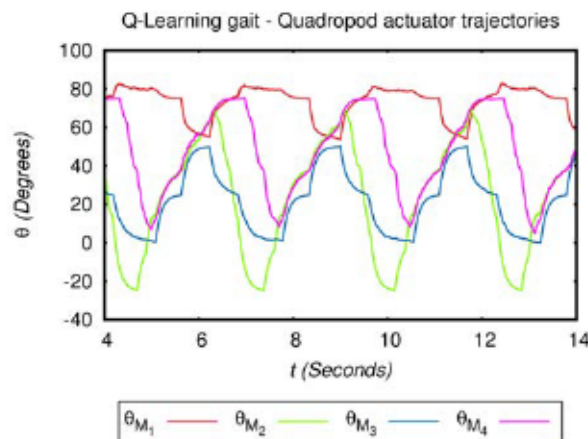 Q-Learning gait - Quadropod actuator trajectories
100
80
60
40
20
0
-20
-40
θ (Degrees)
4 6 8 10 12 14
t (Seconds)
θM1 θM2 θM3 θM4